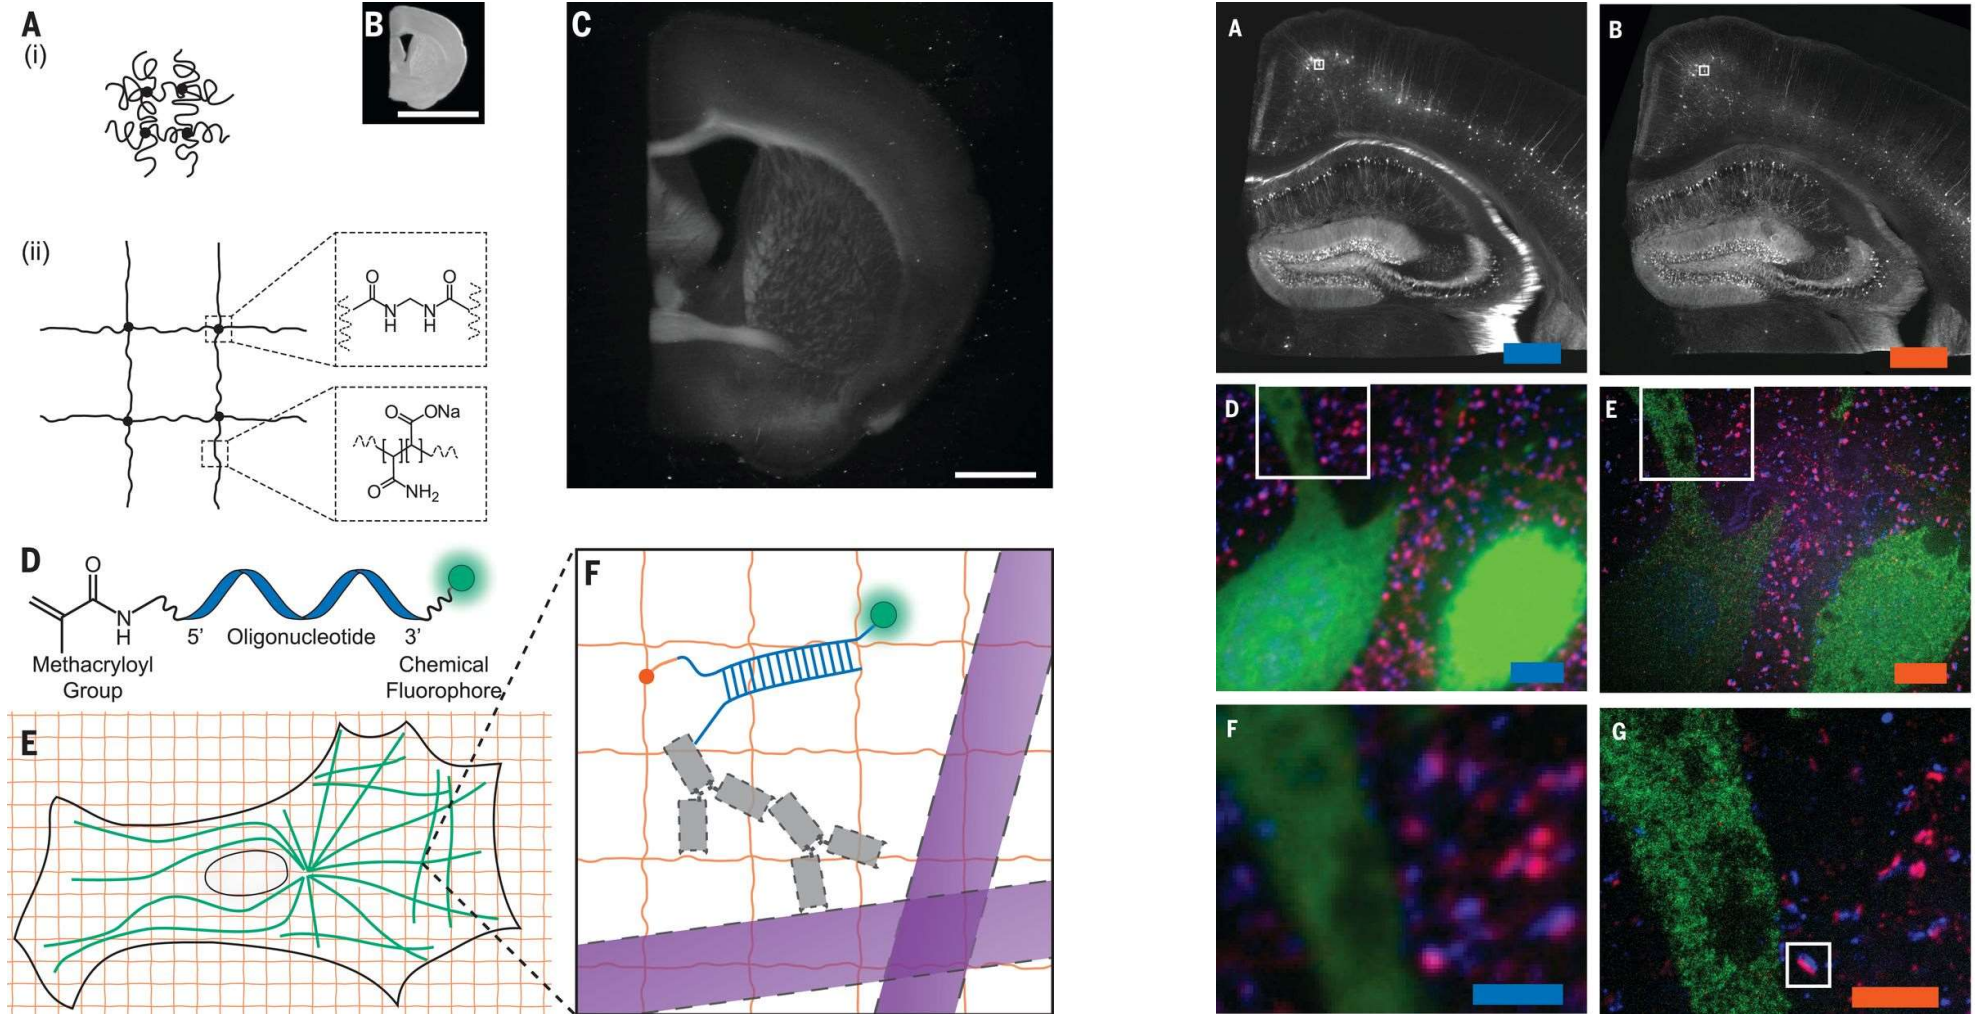 A
(i)
B
C
(ii)
O
O
N
H
N
H
O
ONa
O
NH2
D
O
N
H
5’ Oligonucleotide 3’
Methacryloyl
Group
Chemical
Fluorophore
E
F
A
B
D
E
F
G